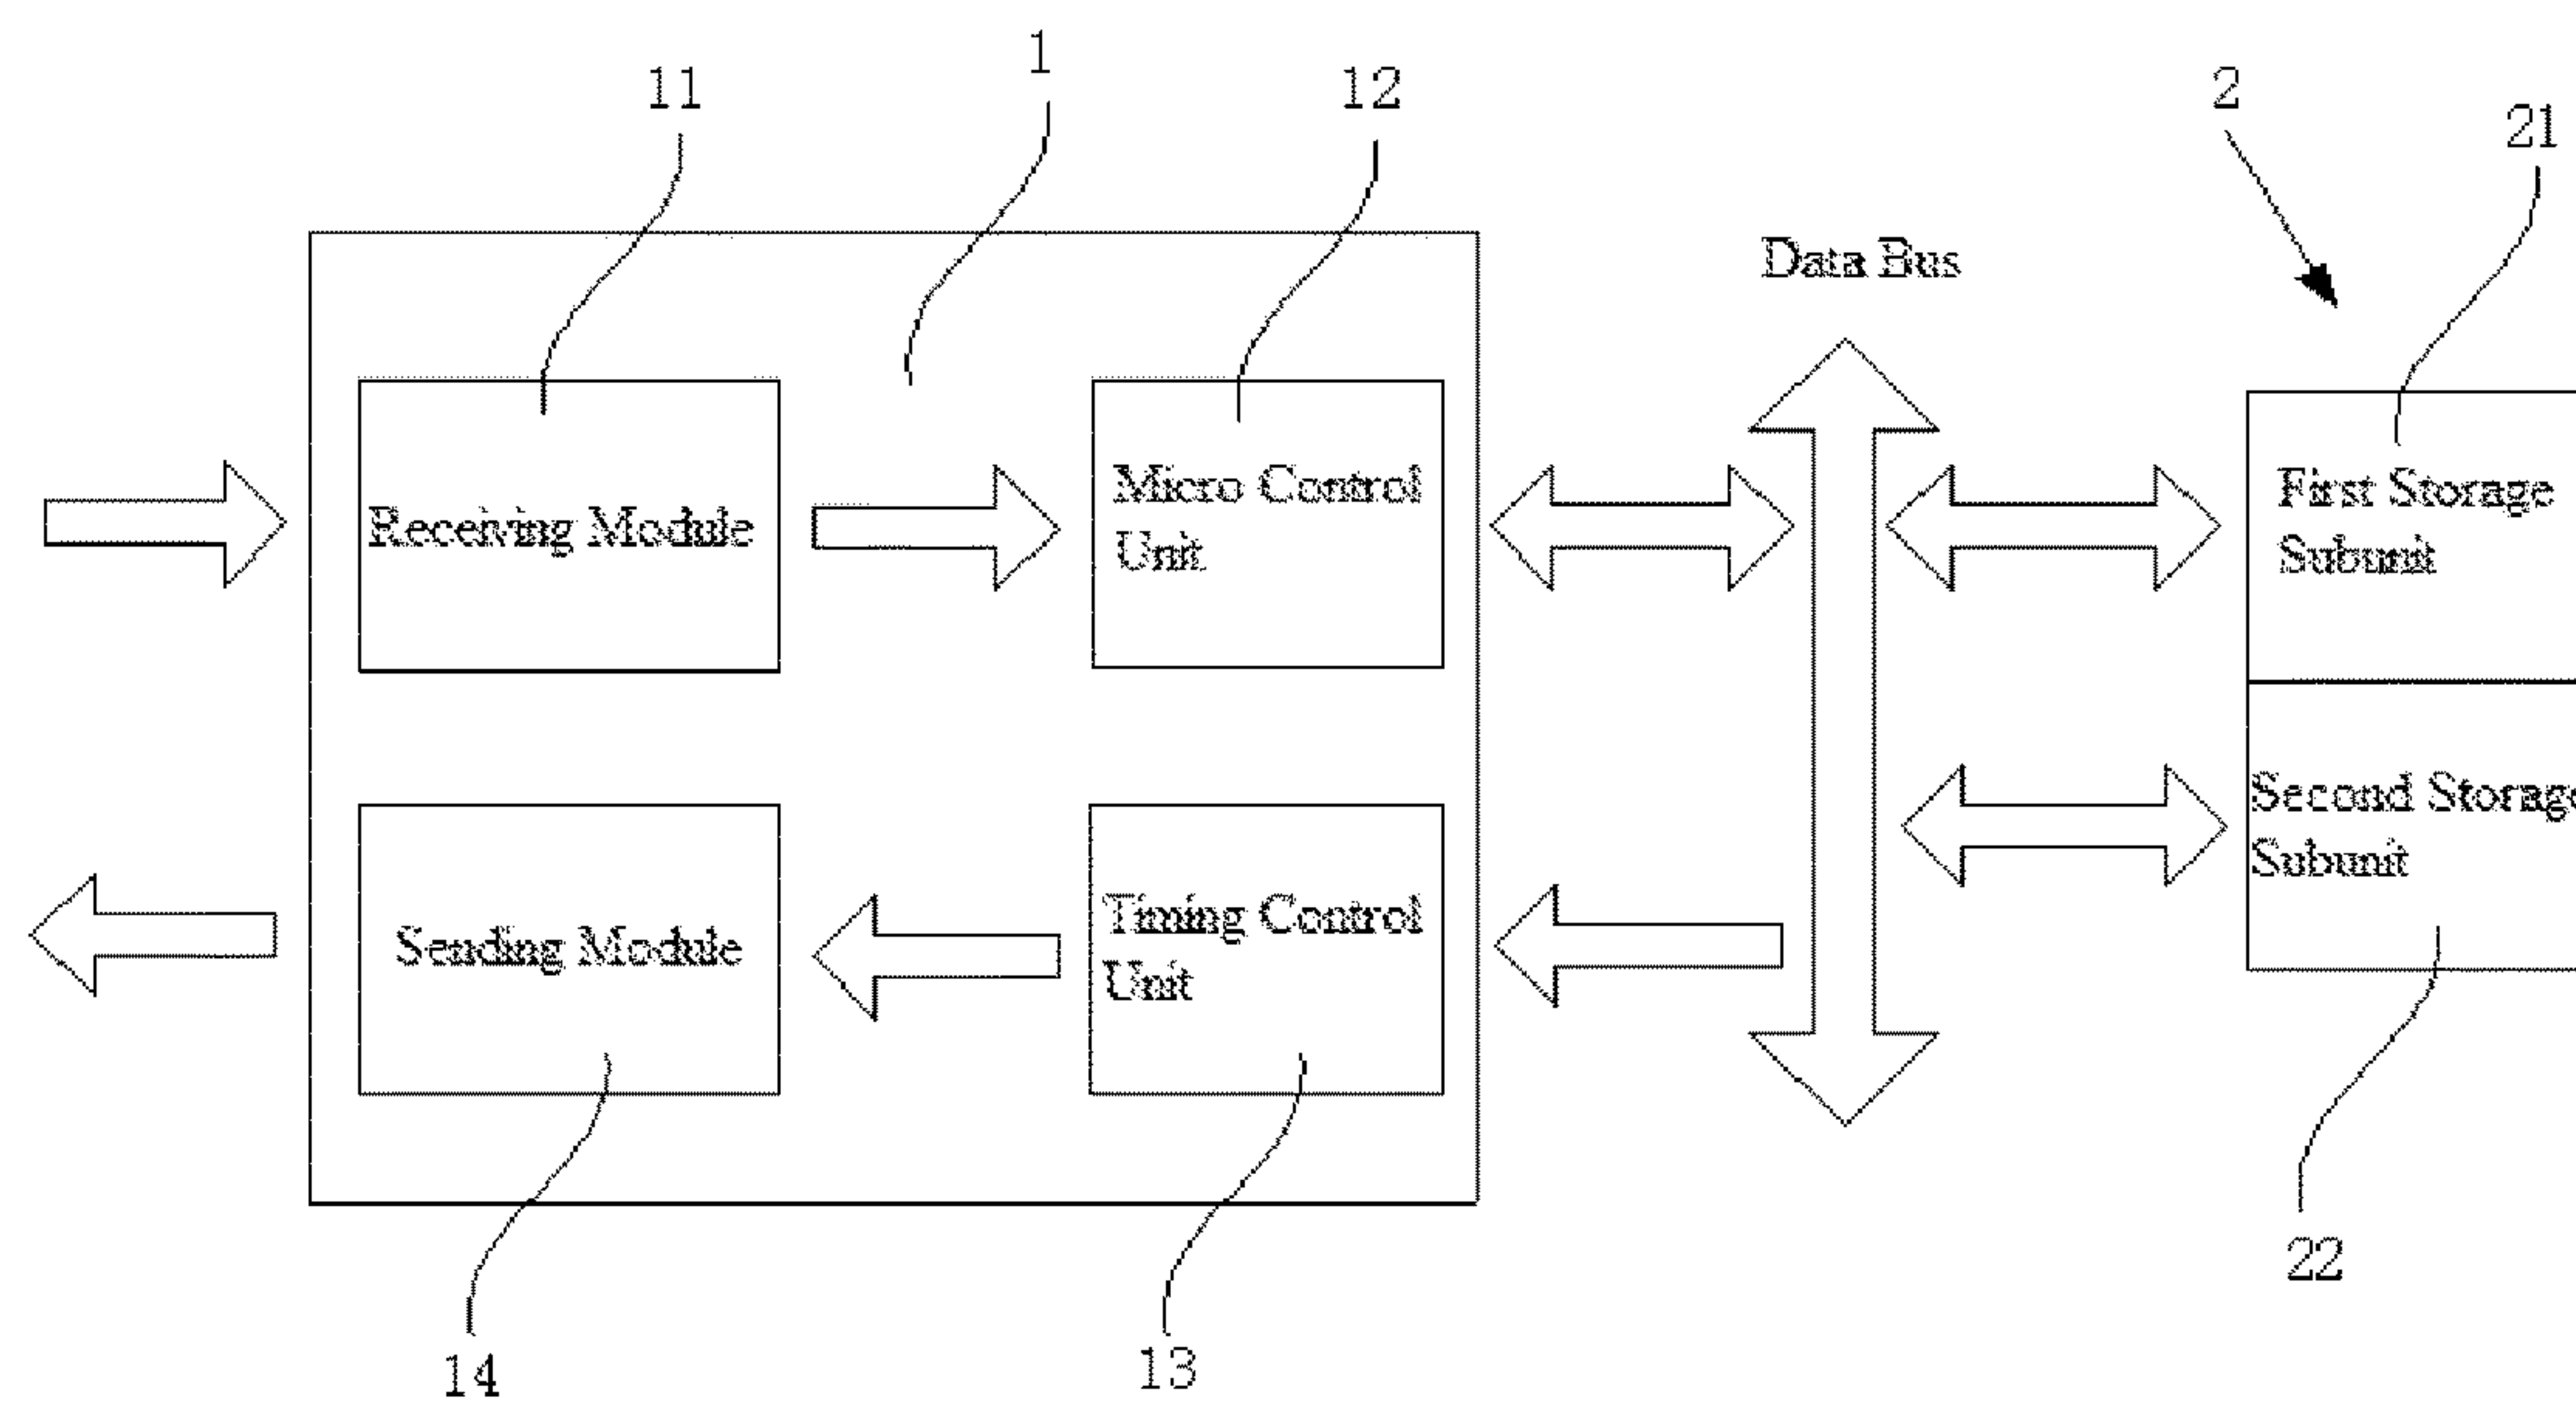 1
11
12
2
21
Data Bus
Receiving Module
Micro Control
Unit
First Storage
Subunit
Second Storage
Subunit
Sending Module
Timing Control
Unit
22
14
13